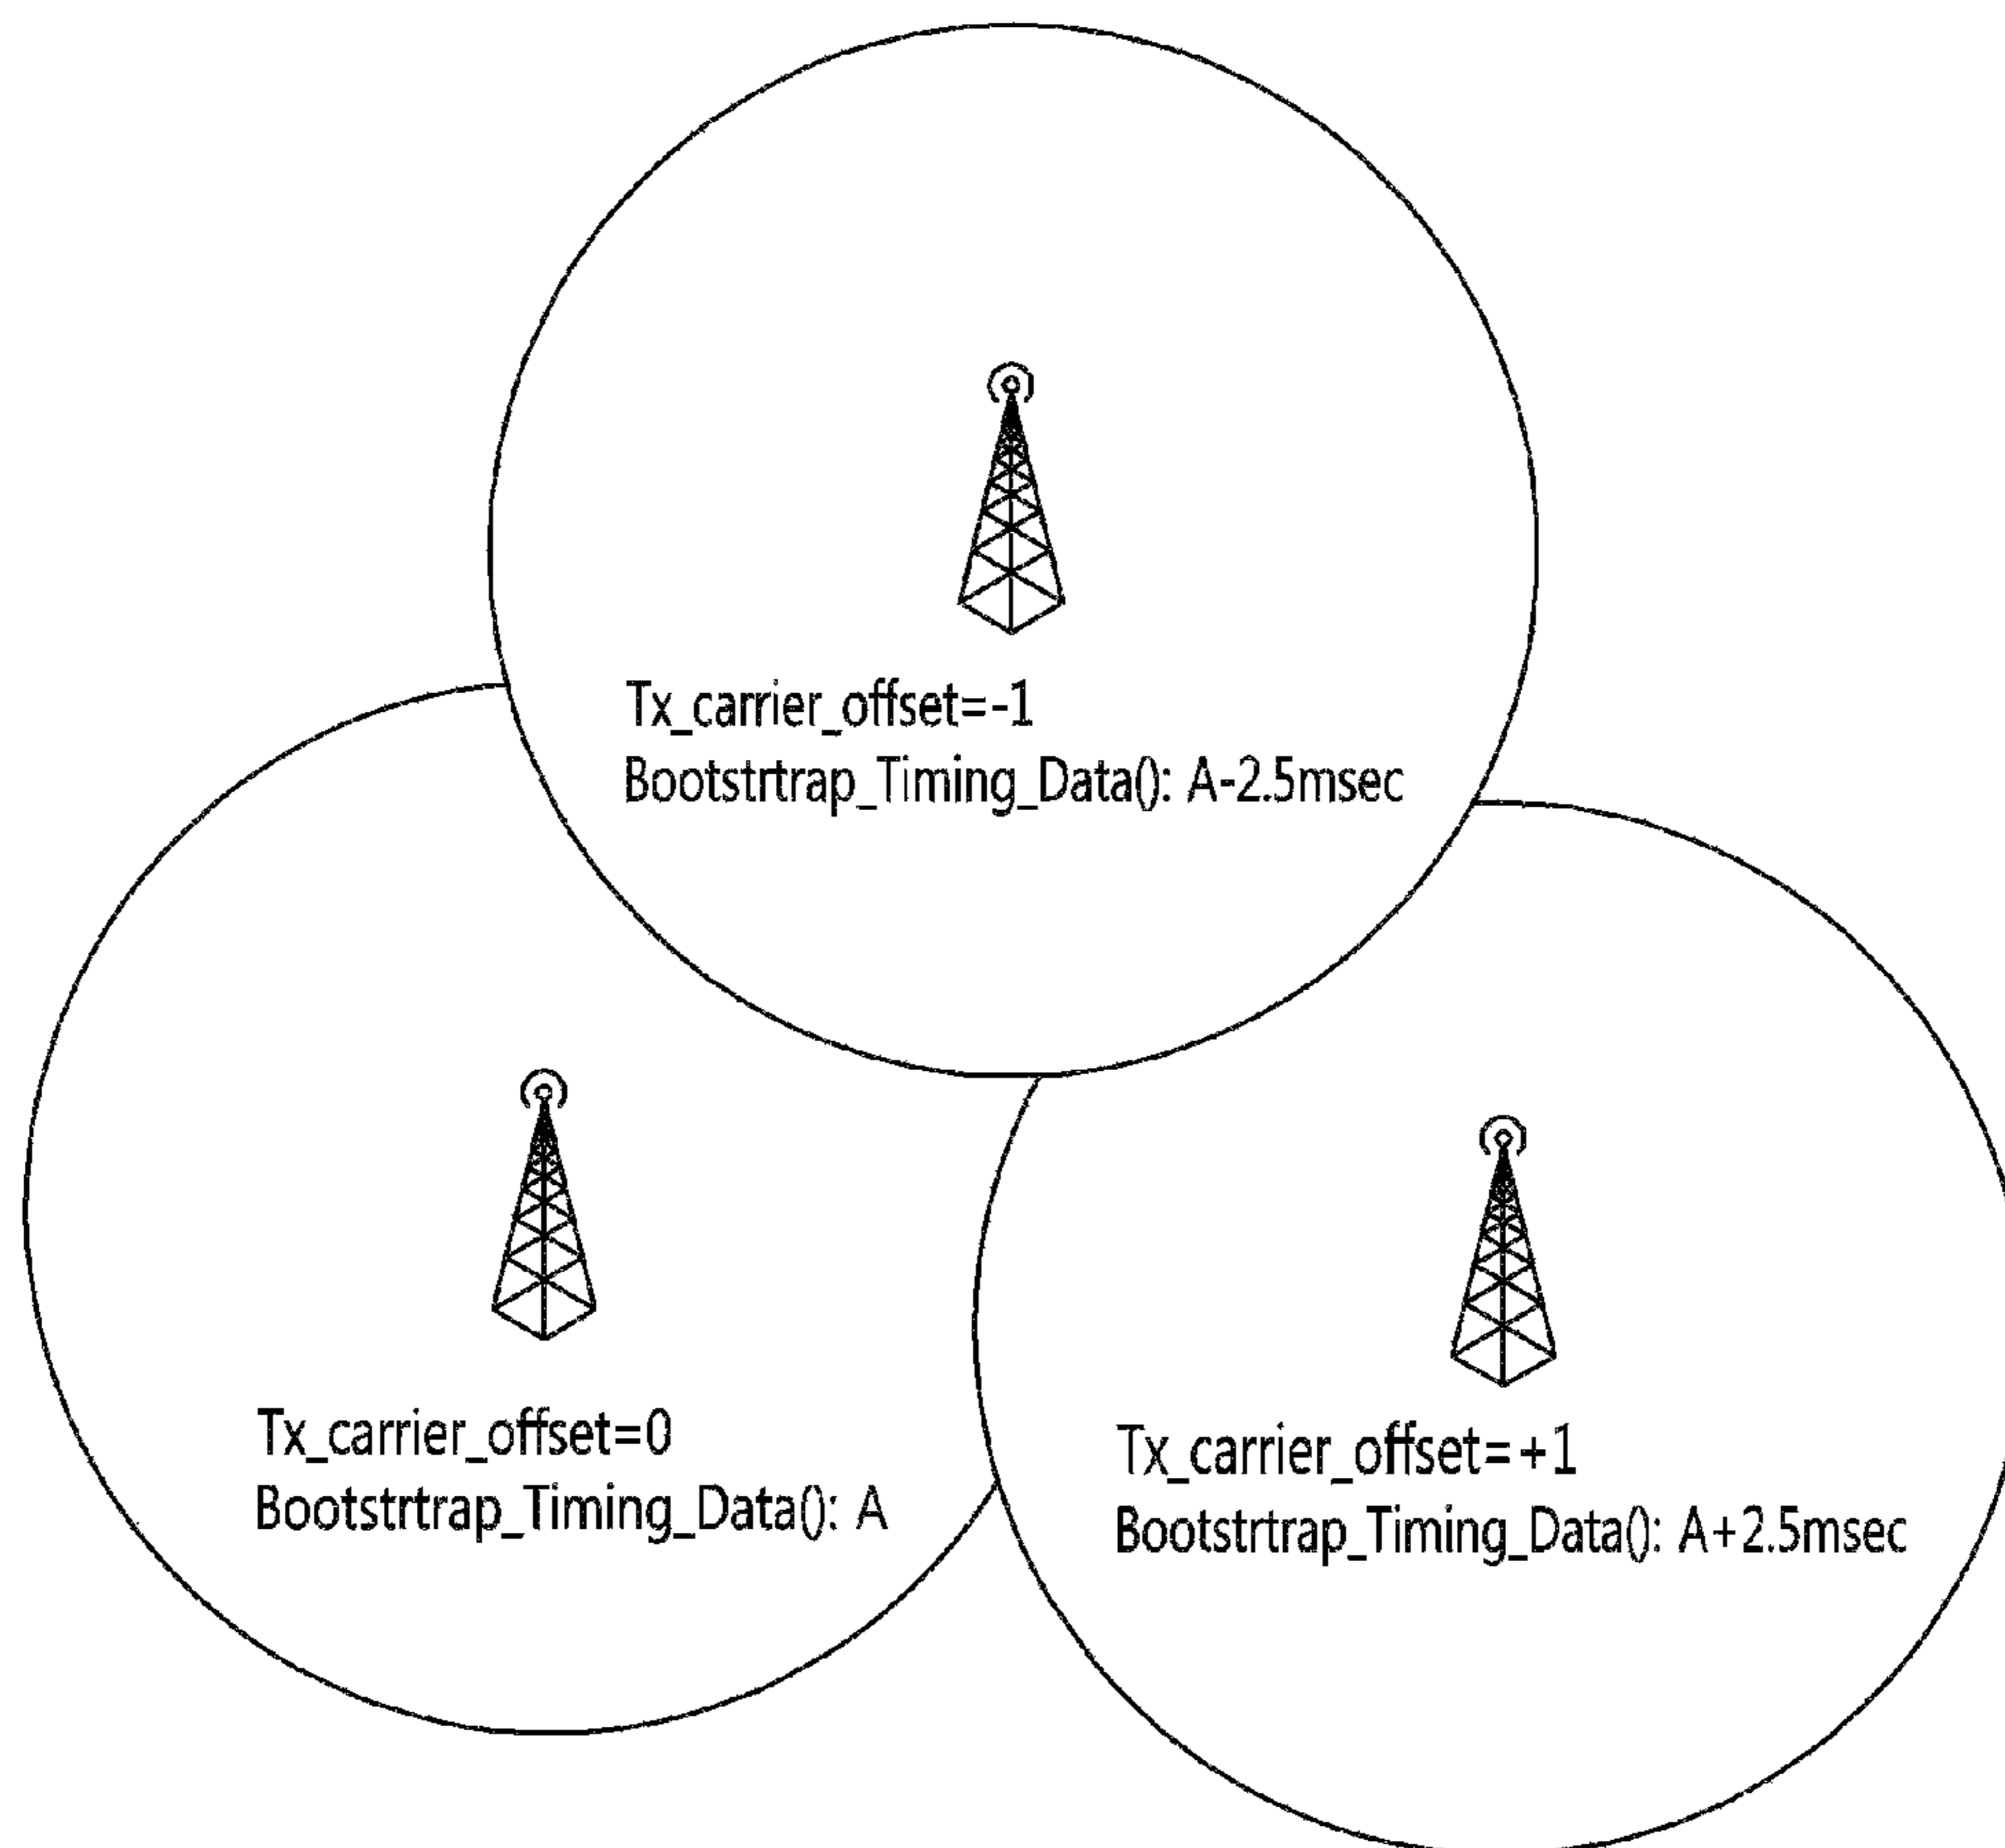 Tx_carrier_offset=-1
Bootstrtrap_Timing_Data(): A-2.5msec
Tx_carrier_offset=0
Bootstrtrap_Timing_Data(): A
Tx_carrier_offset=+1
Bootstrtrap_Timing_Data(): A+2.5msec